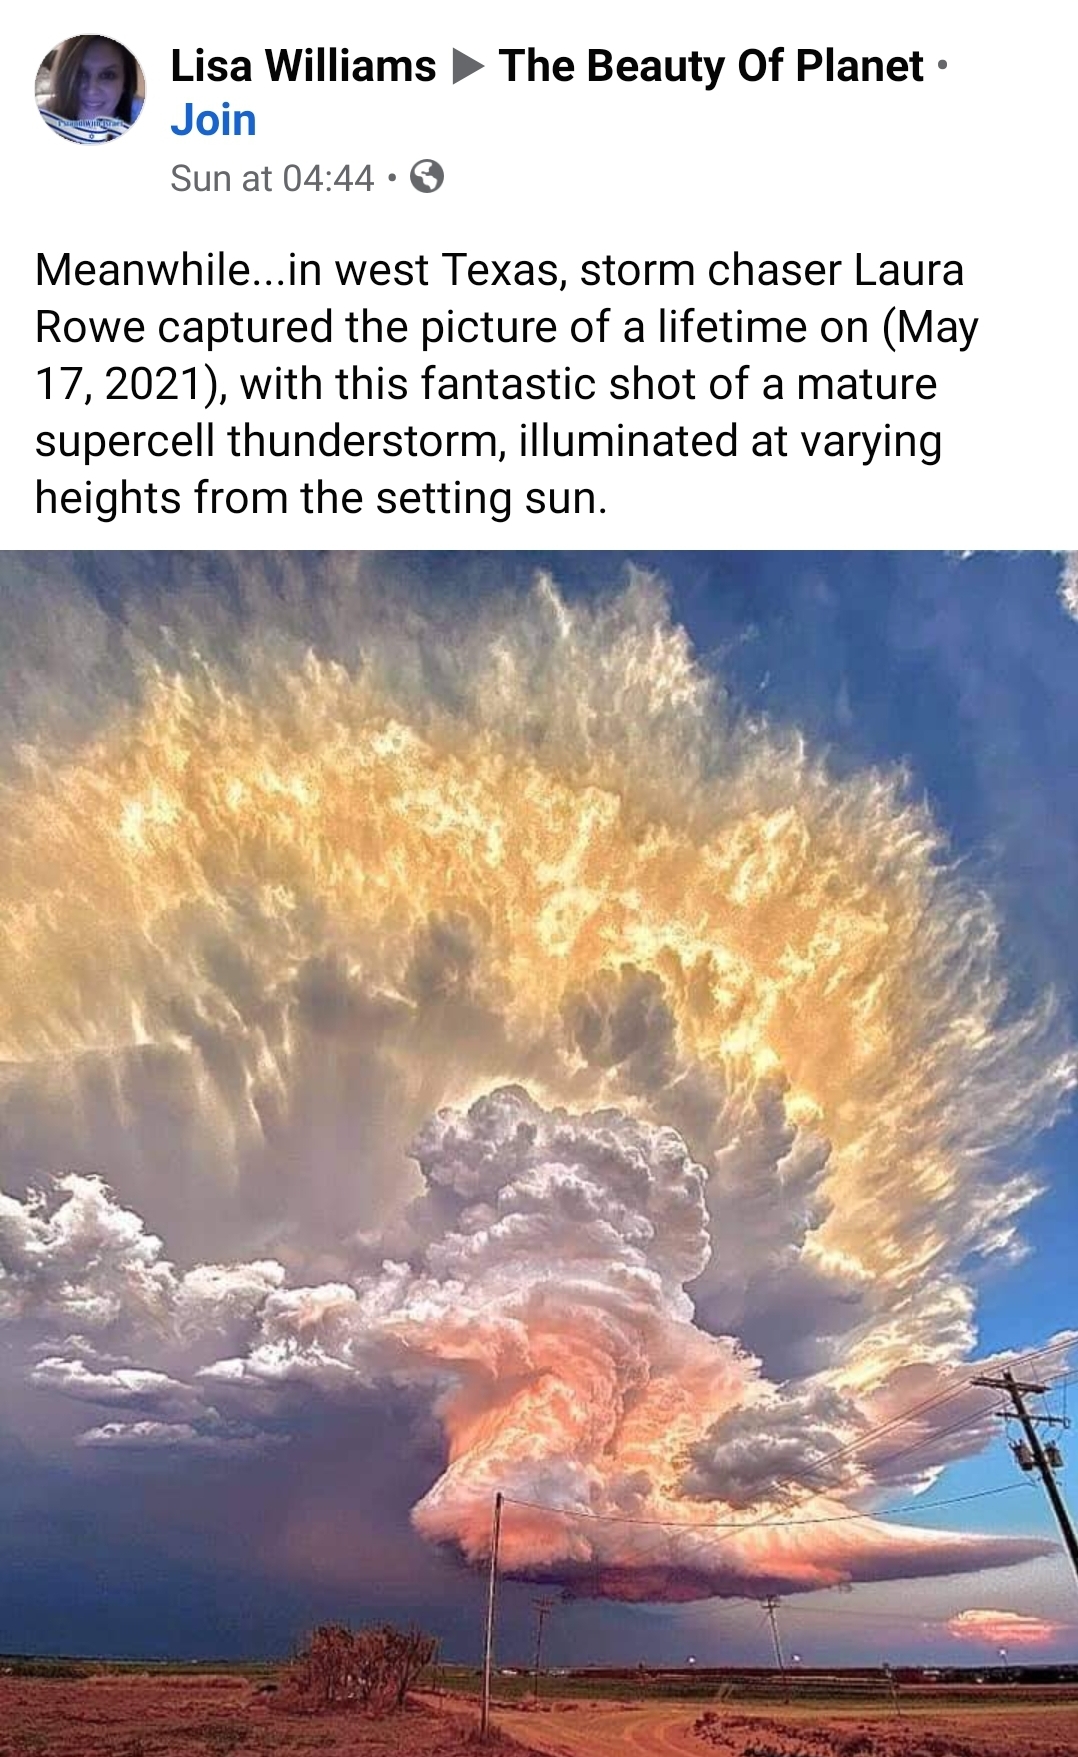 Lisa Williams ▶ The Beauty Of Planet •
Join
Sun at 04:44 •
Meanwhile...in west Texas, storm chaser Laura
Rowe captured the picture of a lifetime on (May
17, 2021), with this fantastic shot of a mature
supercell thunderstorm, illuminated at varying
heights from the setting sun.